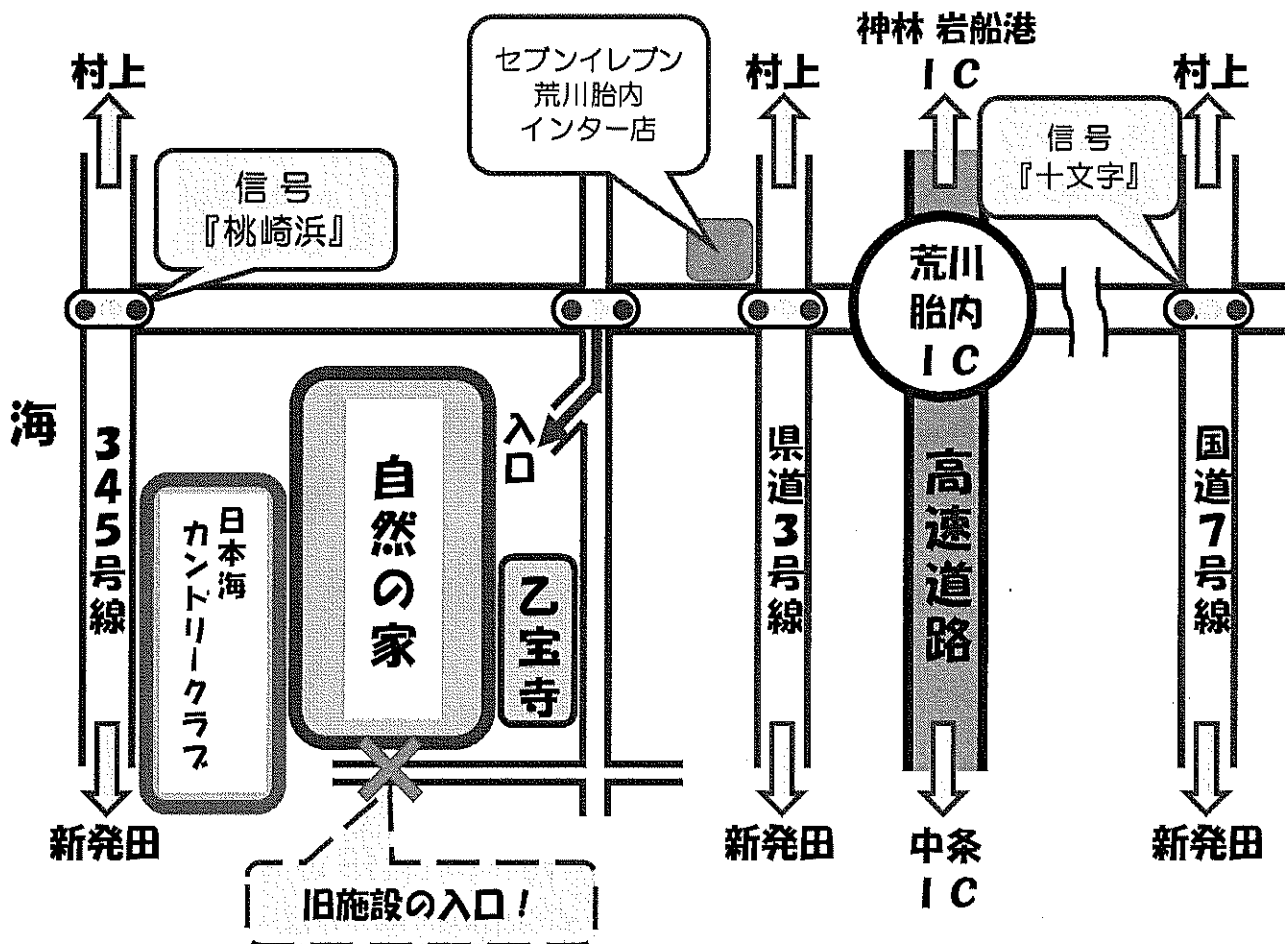 村上
セブンイレブン
荒川胎内
インター店
村上
神林 岩船港
IC
村上
信号
『桃崎浜』
信号
『十文字』
荒川
胎内
IC
海
345号線
日本海
カントリークラブ
自然の家
入口
乙宝寺
県道3号線
高速道路
国道7号線
新発田
旧施設の入口！
新発田
中条
IC
新発田